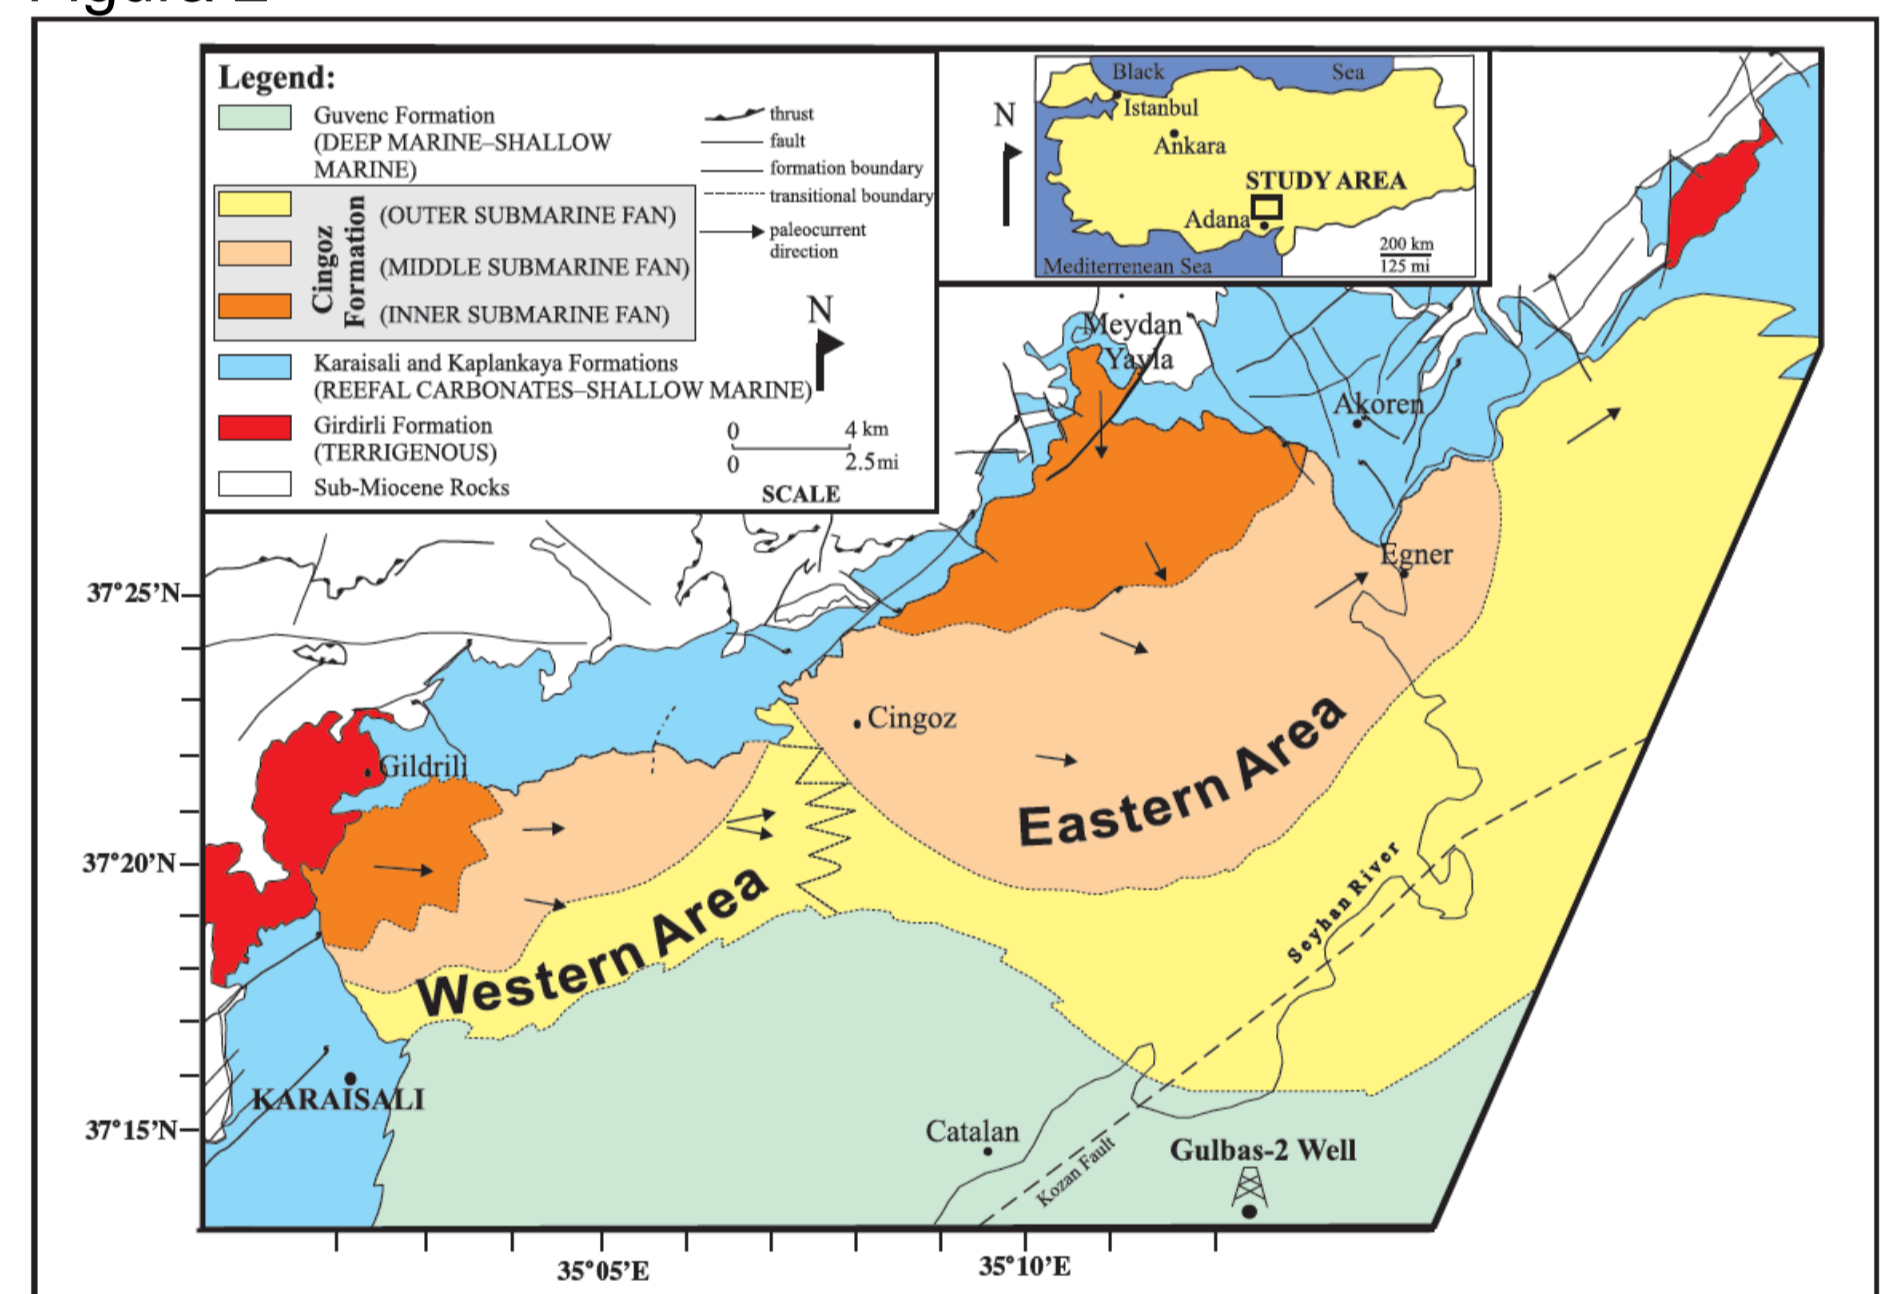 Legend:
Guvenc Formation
(DEEP MARINE–SHALLOW
MARINE)
Cingoz
Formation
(OUTER SUBMARINE FAN)
(MIDDLE SUBMARINE FAN)
(INNER SUBMARINE FAN)
Karaisali and Kaplankaya Formations
(REEFAL CARBONATES–SHALLOW MARINE)
Girdirli Formation
(TERRIGENOUS)
Sub-Miocene Rocks
thrust
fault
formation boundary
transitional boundary
paleocurrent
direction
N
0 4 km
0 2.5 mi
SCALE
N
Black Sea
Istanbul
Ankara
STUDY AREA
Adana
200 km
125 mi
Mediterranean Sea
Meydan
Yayla
Akoren
Egner
37°25'N
Cingoz
Gildrili
Eastern Area
37°20'N
Western Area
Seyhan River
KARAİSALI
37°15'N
Catalan
Kozan Fault
Gulbas-2 Well
35°05'E
35°10'E